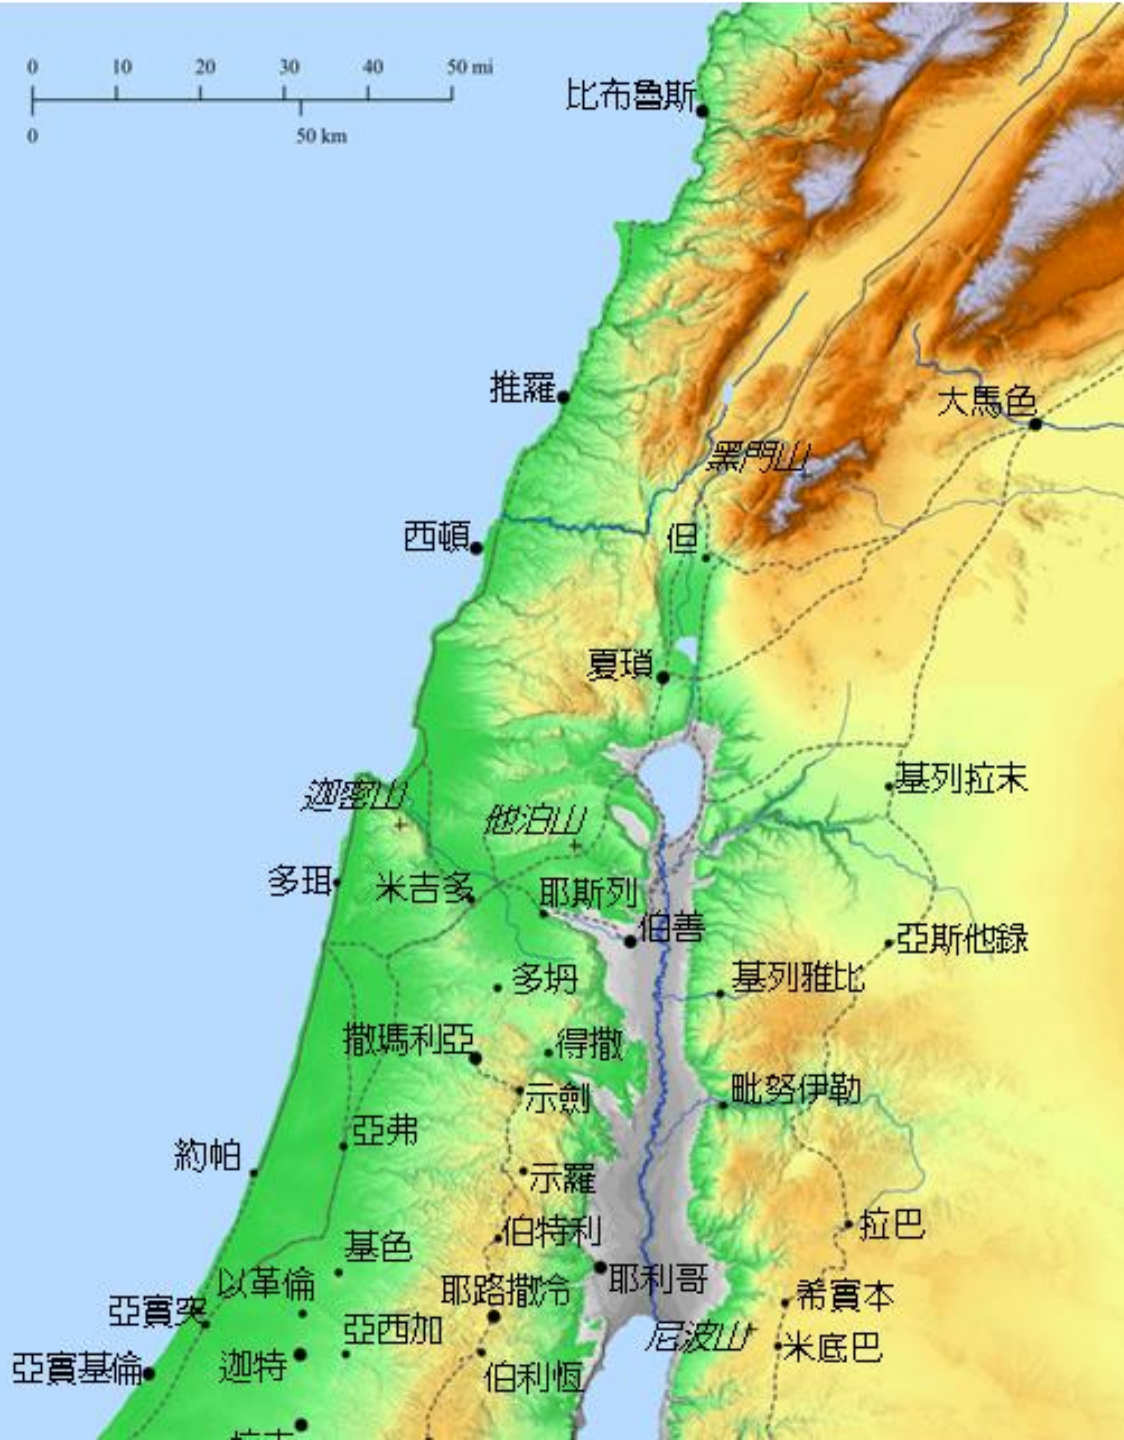 0 10 20 30 40 50 mi
0 50 km
比布魯斯
推羅
大馬色
黑門山
西頓
但
夏瑣
基列拉末
迦密山
他泊山
多珥
米吉多
耶斯列
伯善
亞斯他錄
基列雅比
多坍
撒瑪利亞
得撒
示劍
毗努伊勒
亞弗
約帕
示羅
伯特利
拉巴
基色
以革倫
耶路撒冷
耶利哥
希實本
亞實突
亞西加
尼波山
米底巴
亞實基倫
迦特
伯利恆